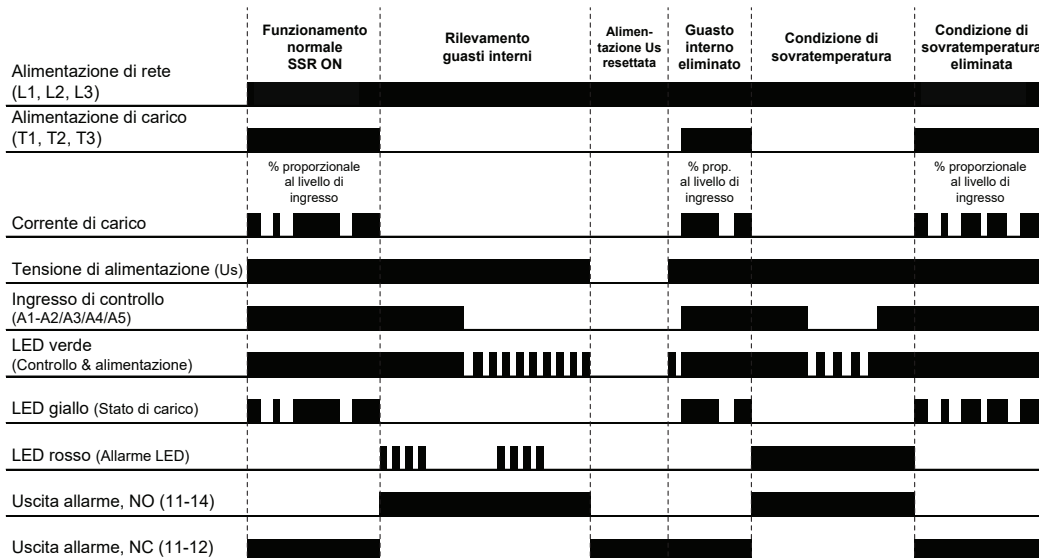 Funzionamento
normale
SSR ON
Rilevamento
guasti interni
Alimen-
tazione Us
resettata
Guasto
interno
eliminato
Condizione di
sovratemperatura
Condizione di
sovratemperatura
eliminata
Alimentazione di rete
(L1, L2, L3)
Alimentazione di carico
(T1, T2, T3)
% proporzionale
al livello di
ingresso
% prop.
al livello di
ingresso
% proporzionale
al livello di
ingresso
Corrente di carico
Tensione di alimentazione (Us)
Ingresso di controllo
(A1-A2/A3/A4/A5)
LED verde
(Controllo & alimentazione)
LED giallo (Stato di carico)
LED rosso (Allarme LED)
Uscita allarme, NO (11-14)
Uscita allarme, NC (11-12)